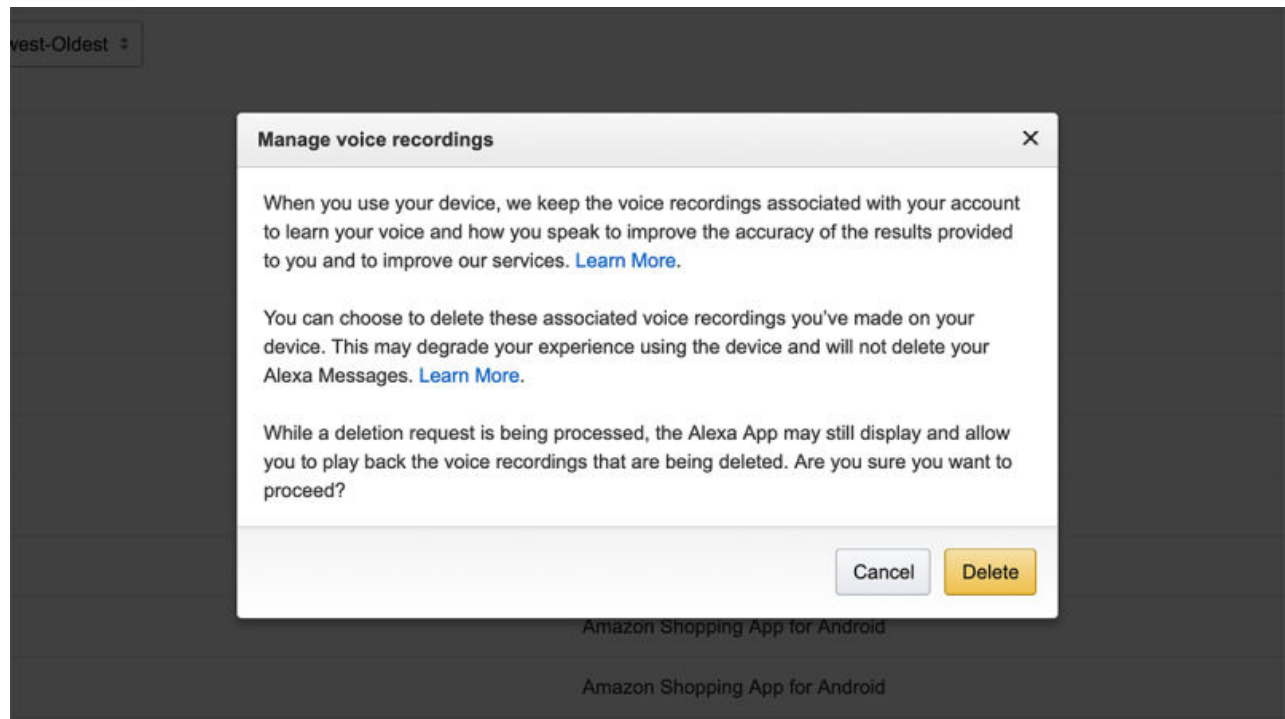 west-Oldest
Manage voice recordings
When you use your device, we keep the voice recordings associated with your account
to learn your voice and how you speak to improve the accuracy of the results provided
to you and to improve our services. Learn More.
You can choose to delete these associated voice recordings you've made on your
device. This may degrade your experience using the device and will not delete your
Alexa Messages. Learn More.
While a deletion request is being processed, the Alexa App may still display and allow
you to play back the voice recordings that are being deleted. Are you sure you want to
proceed?
Cancel Delete
Amazon Shopping App for Android
Amazon Shopping App for Android